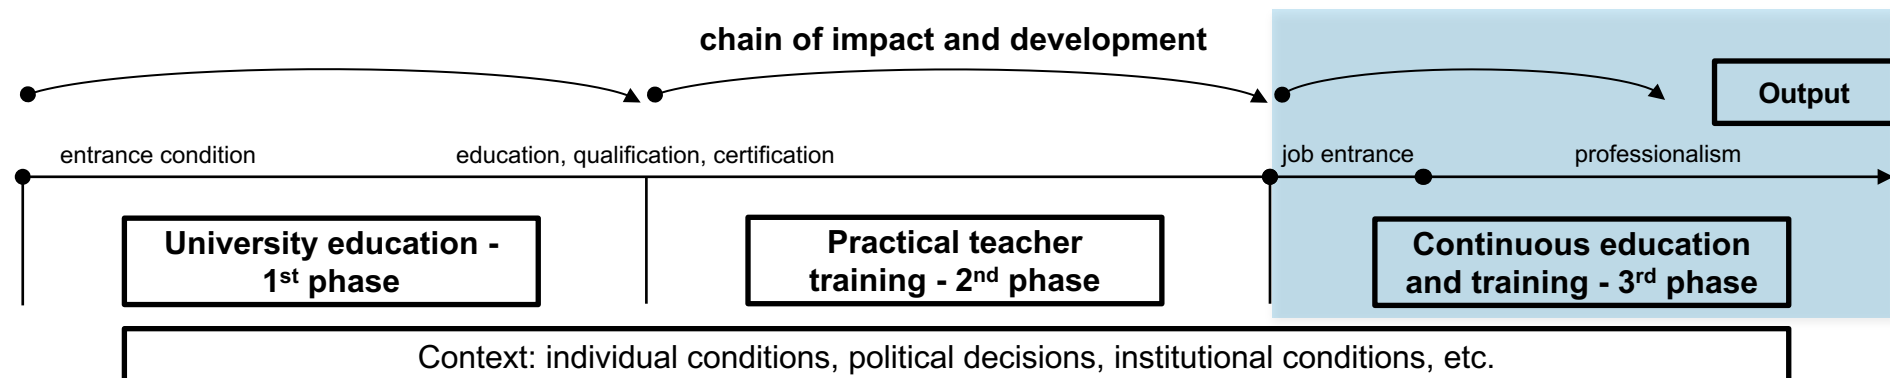 chain of impact and development
Output
entrance condition
education, qualification, certification
job entrance
professionalism
University education -
1st phase
Practical teacher
training - 2nd phase
Continuous education
and training - 3rd phase
Context: individual conditions, political decisions, institutional conditions, etc.